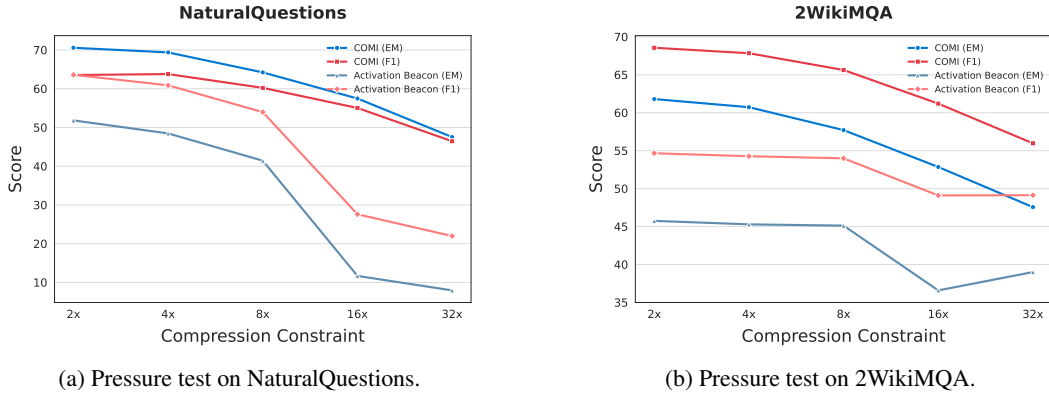 NaturalQuestions
70
60
50
40
30
20
10
Score
2x
4x
8x
16x
32x
Compression Constraint
COMI (EM)
COMI (F1)
Activation Beacon (EM)
Activation Beacon (F1)
(a) Pressure test on NaturalQuestions.
2WikiMQA
70
65
60
55
50
45
40
35
Score
2x
4x
8x
16x
32x
Compression Constraint
COMI (EM)
COMI (F1)
Activation Beacon (EM)
Activation Beacon (F1)
(b) Pressure test on 2WikiMQA.